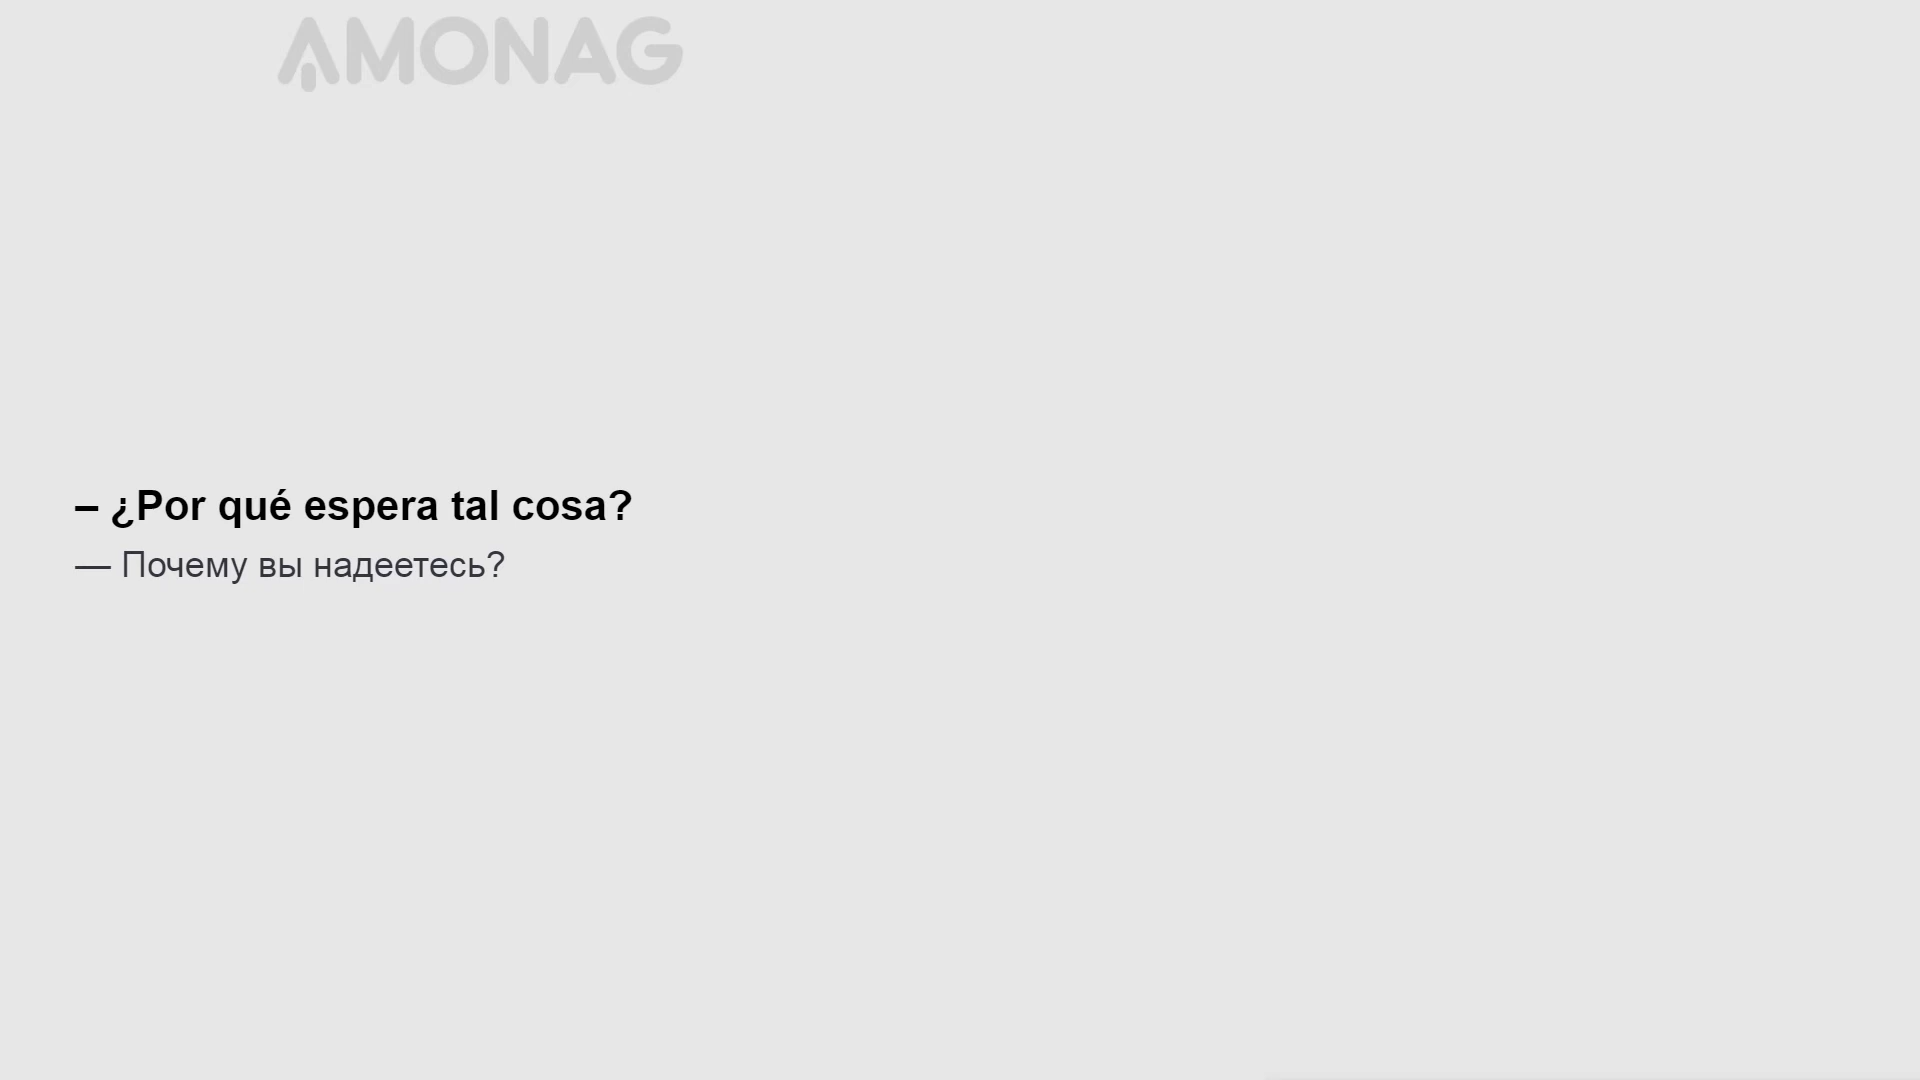 AMONAG
– ¿Por qué espera tal cosa?
— Почему вы надеетесь?